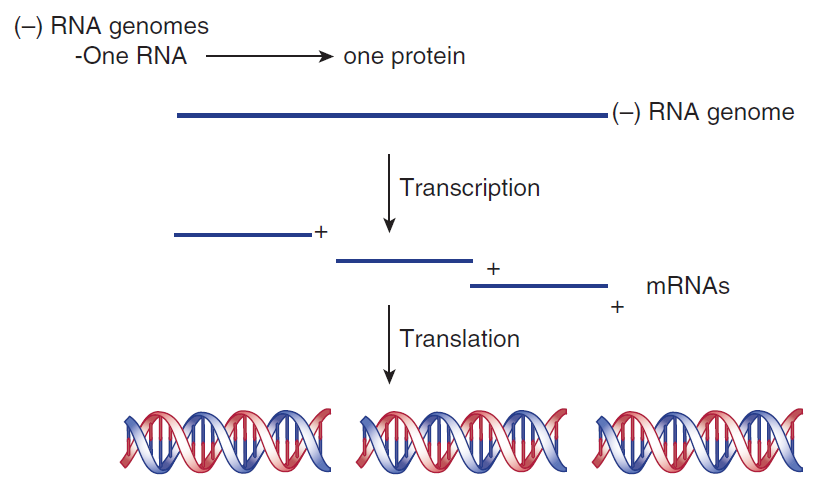 (–) RNA genomes
-One RNA one protein
(–) RNA genome
Transcription
+
+
mRNAs
+
Translation